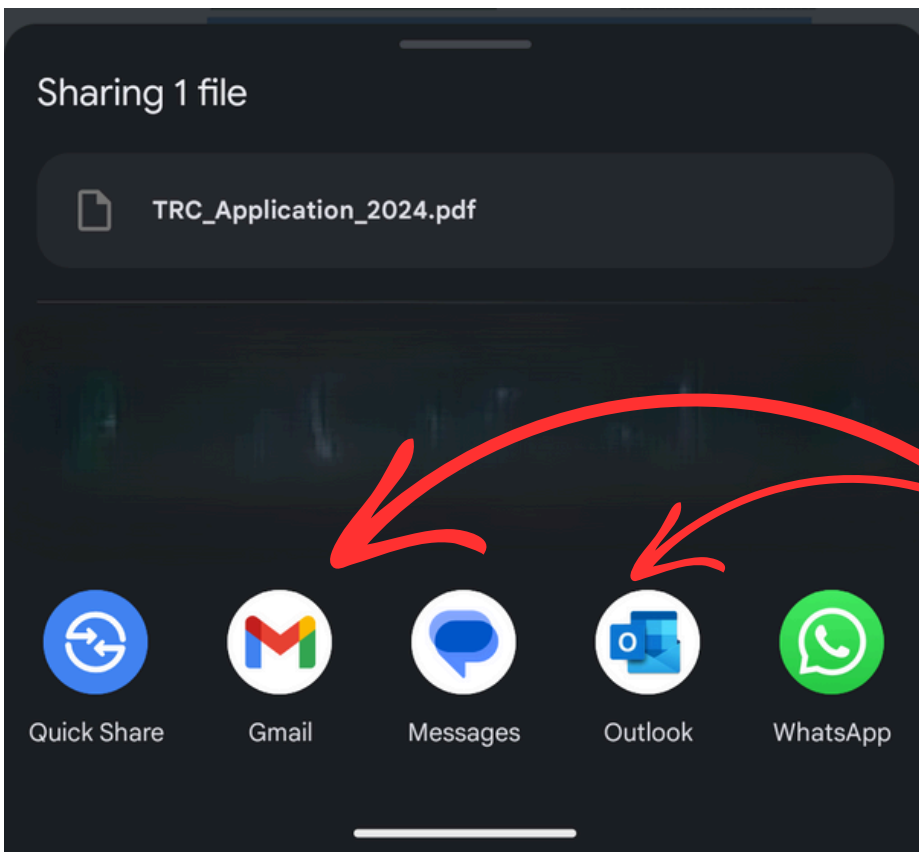 Sharing 1 file
TRC_Application_2024.pdf
Quick Share
Gmail
Messages
Outlook
WhatsApp